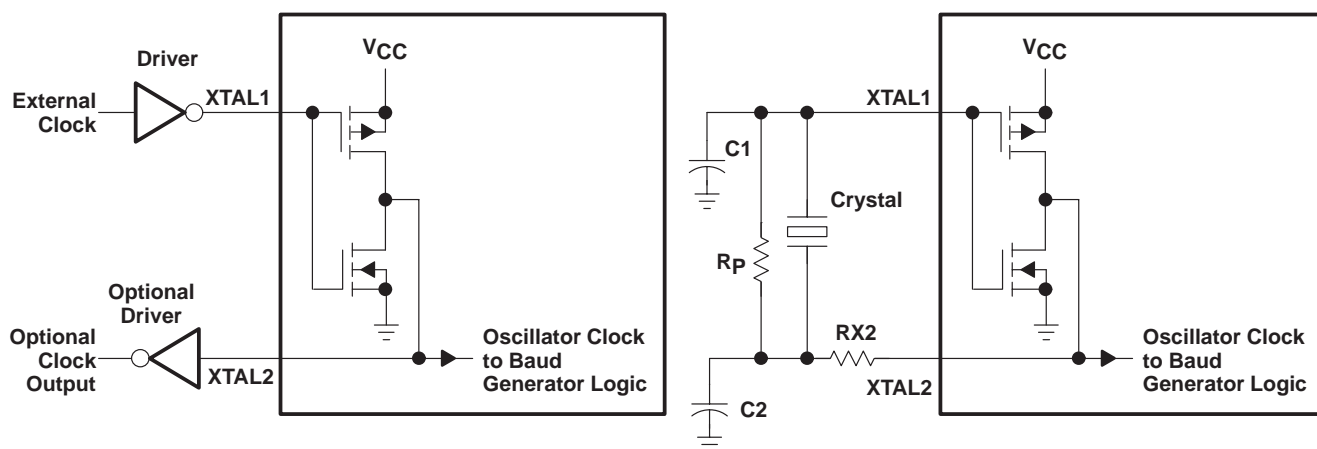 VCC
Driver
External
Clock
XTAL1
Optional
Driver
Optional
Clock
Output
XTAL2
Oscillator Clock
to Baud
Generator Logic
VCC
XTAL1
C1
Crystal
RP
RX2
XTAL2
C2
Oscillator Clock
to Baud
Generator Logic